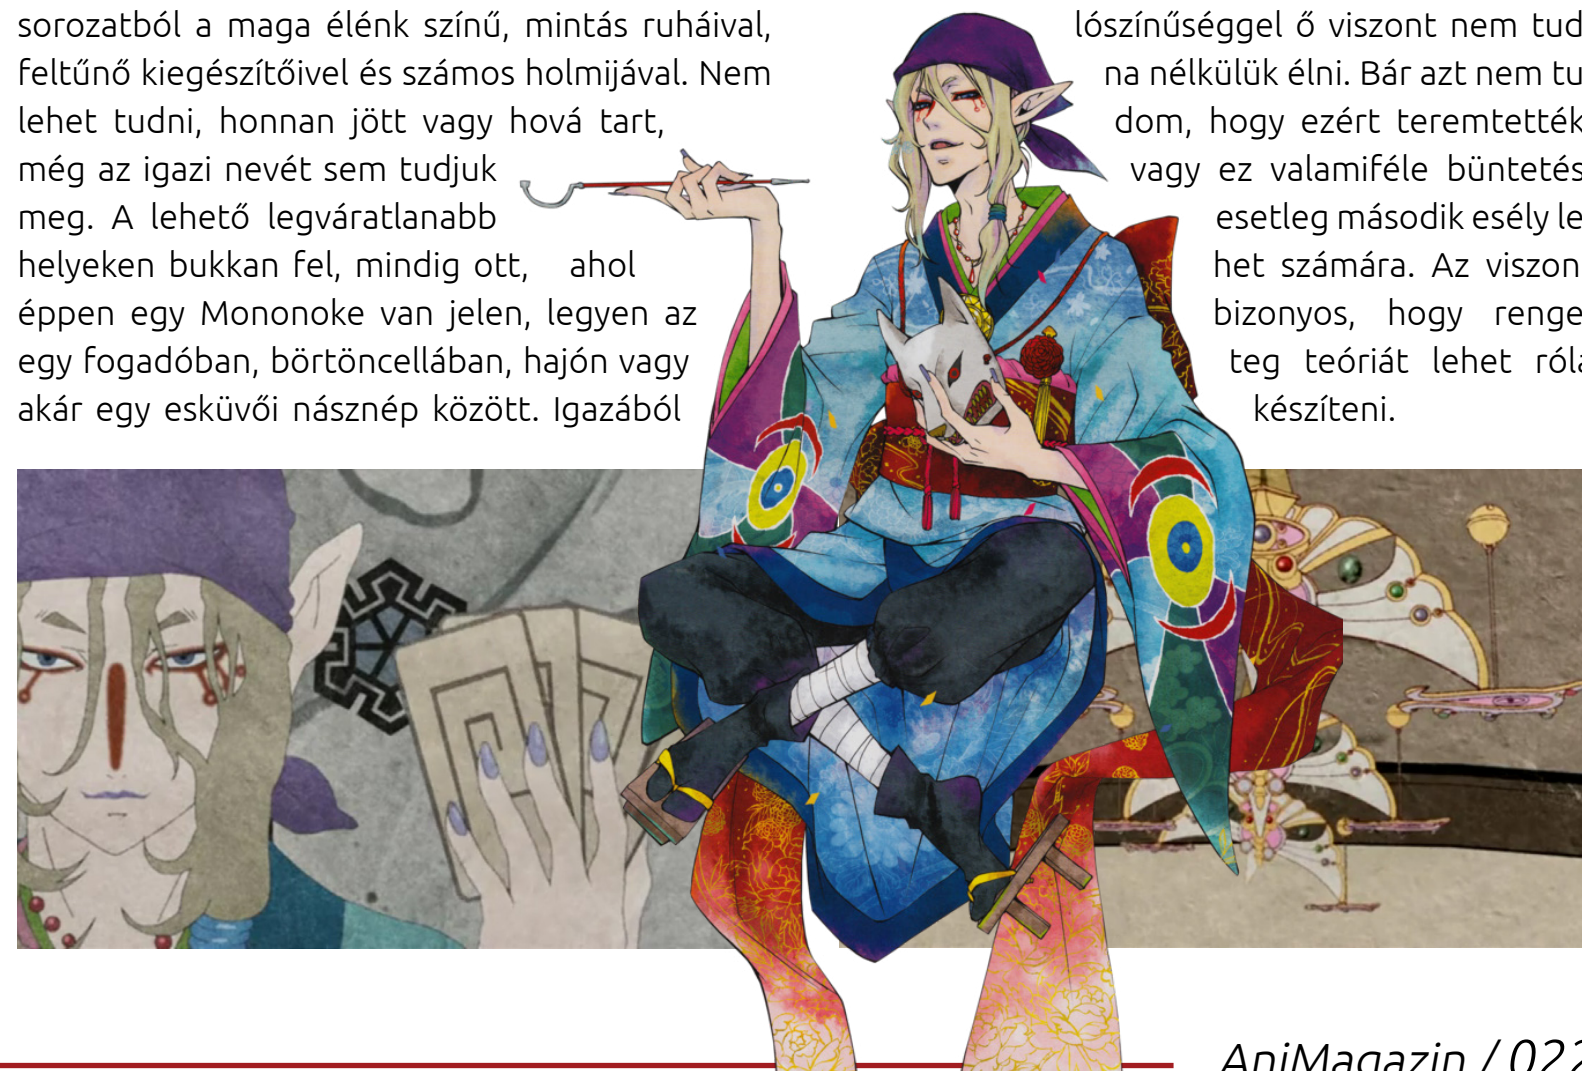 sorozatból a maga élénk színű, mintás ruháival,
feltűnő kiegészítőivel és számos holmijával. Nem
lehet tudni, honnan jött vagy hová tart,
még az igazi nevét sem tudjuk
meg. A lehető legváratlanabb
helyeken bukkan fel, mindig ott, ahol
éppen egy Mononoke van jelen, legyen az
egy fogadóban, börtöncellában, hajón vagy
akár egy esküvői násznép között. Igazából
lószínűséggel ő viszont nem tud
na nélkülük élni. Bár azt nem tu
dom, hogy ezért teremtették
vagy ez valamiféle büntetés
esetleg második esély le
het számára. Az viszon
bizonyos, hogy renge
teg teóriát lehet róla
készíteni.
AniMagazin / 022